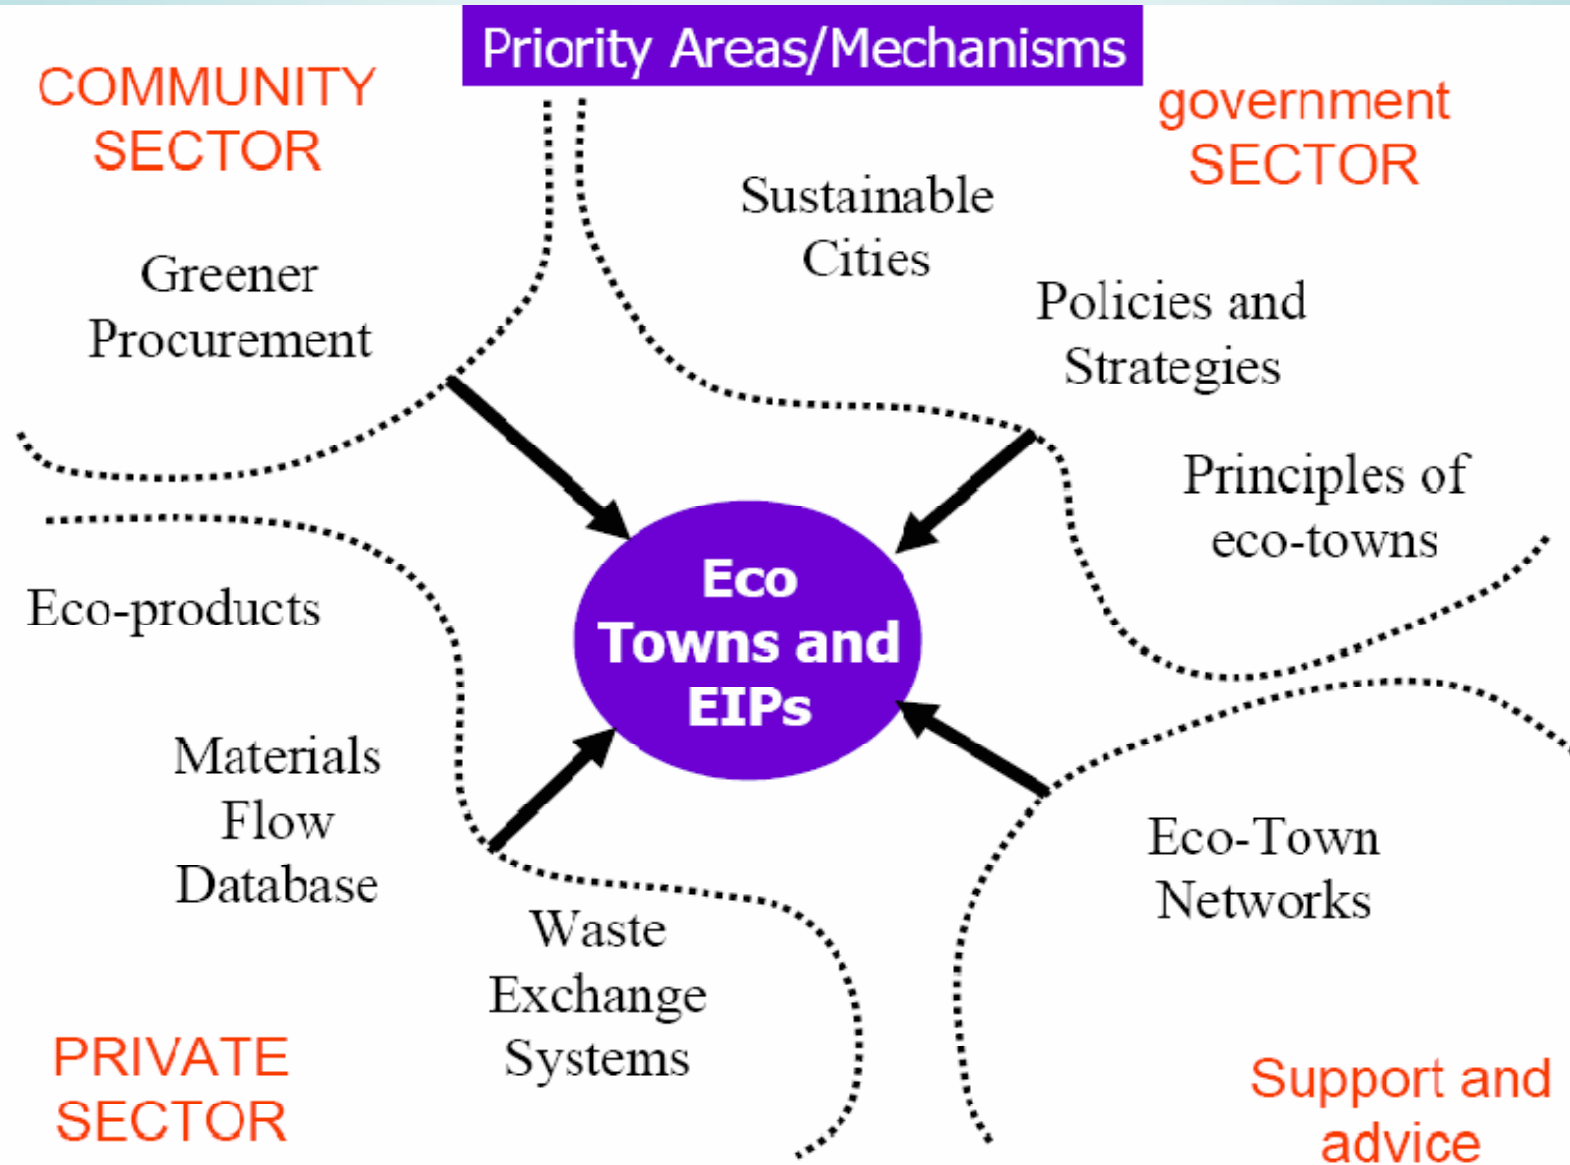 Priority Areas/Mechanisms
COMMUNITY
SECTOR
government
SECTOR
Sustainable
Cities
Greener
Procurement
Policies and
Strategies
Principles of
eco-towns
Eco
Towns and
EIPs
Eco-products
Materials
Flow
Database
Eco-Town
Networks
Waste
Exchange
Systems
PRIVATE
SECTOR
Support and
advice